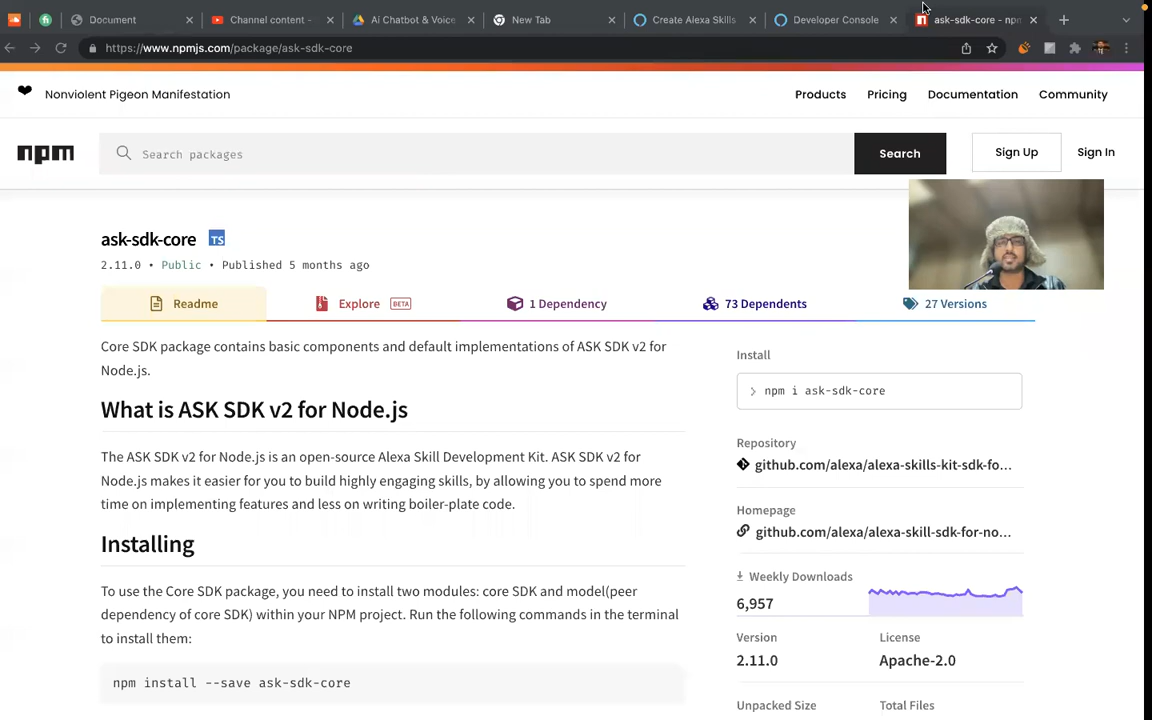 Document
Channel content -
Ai Chatbot & Voice
New Tab
Create Alexa Skills
Developer Console
ask-sdk-core - npm
https://www.npmjs.com/package/ask-sdk-core
Nonviolent Pigeon Manifestation
Products
Pricing
Documentation
Community
npm
Search packages
Search
Sign Up
Sign In
ask-sdk-core
TS
2.11.0 • Public • Published 5 months ago
Readme
Explore BETA
1 Dependency
73 Dependents
27 Versions
Core SDK package contains basic components and default implementations of ASK SDK v2 for
Node.js.
What is ASK SDK v2 for Node.js
The ASK SDK v2 for Node.js is an open-source Alexa Skill Development Kit. ASK SDK v2 for
Node.js makes it easier for you to build highly engaging skills, by allowing you to spend more
time on implementing features and less on writing boiler-plate code.
Installing
To use the Core SDK package, you need to install two modules: core SDK and model(peer
dependency of core SDK) within your NPM project. Run the following commands in the terminal
to install them:
npm install --save ask-sdk-core
Install
> npm i ask-sdk-core
Repository
github.com/alexa/alexa-skills-kit-sdk-fo...
Homepage
github.com/alexa/alexa-skill-sdk-for-no...
Weekly Downloads
6,957
Version
License
2.11.0
Apache-2.0
Unpacked Size
Total Files